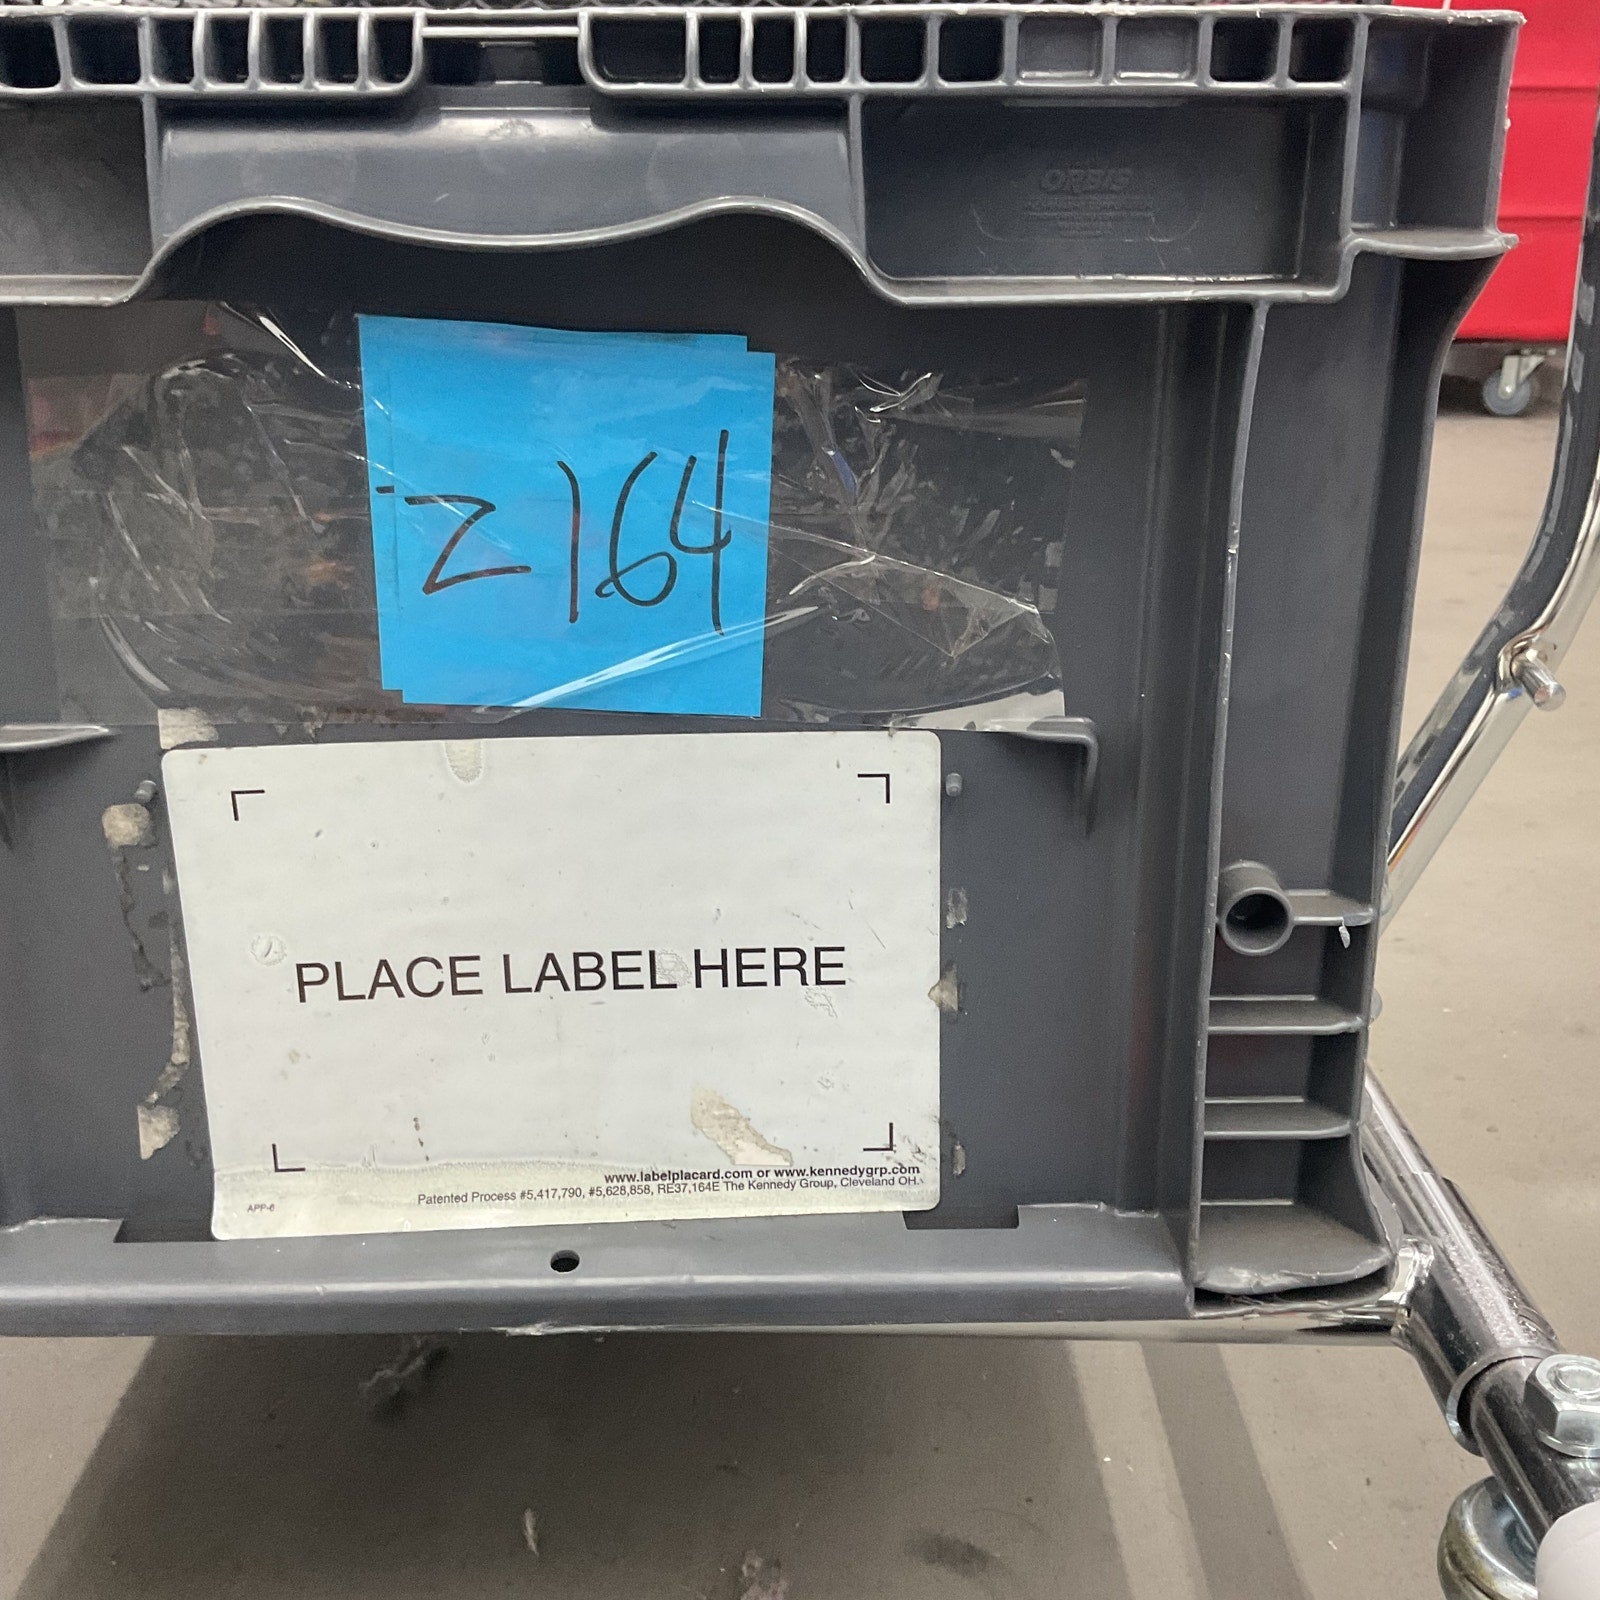 ORBIS
Z164
PLACE LABEL HERE
www.labelplacard.com or www.kennedygrp.com
Patented Process #5,417,790, #5,628,858, RE37,164E The Kennedy Group, Cleveland OH.
APP-6